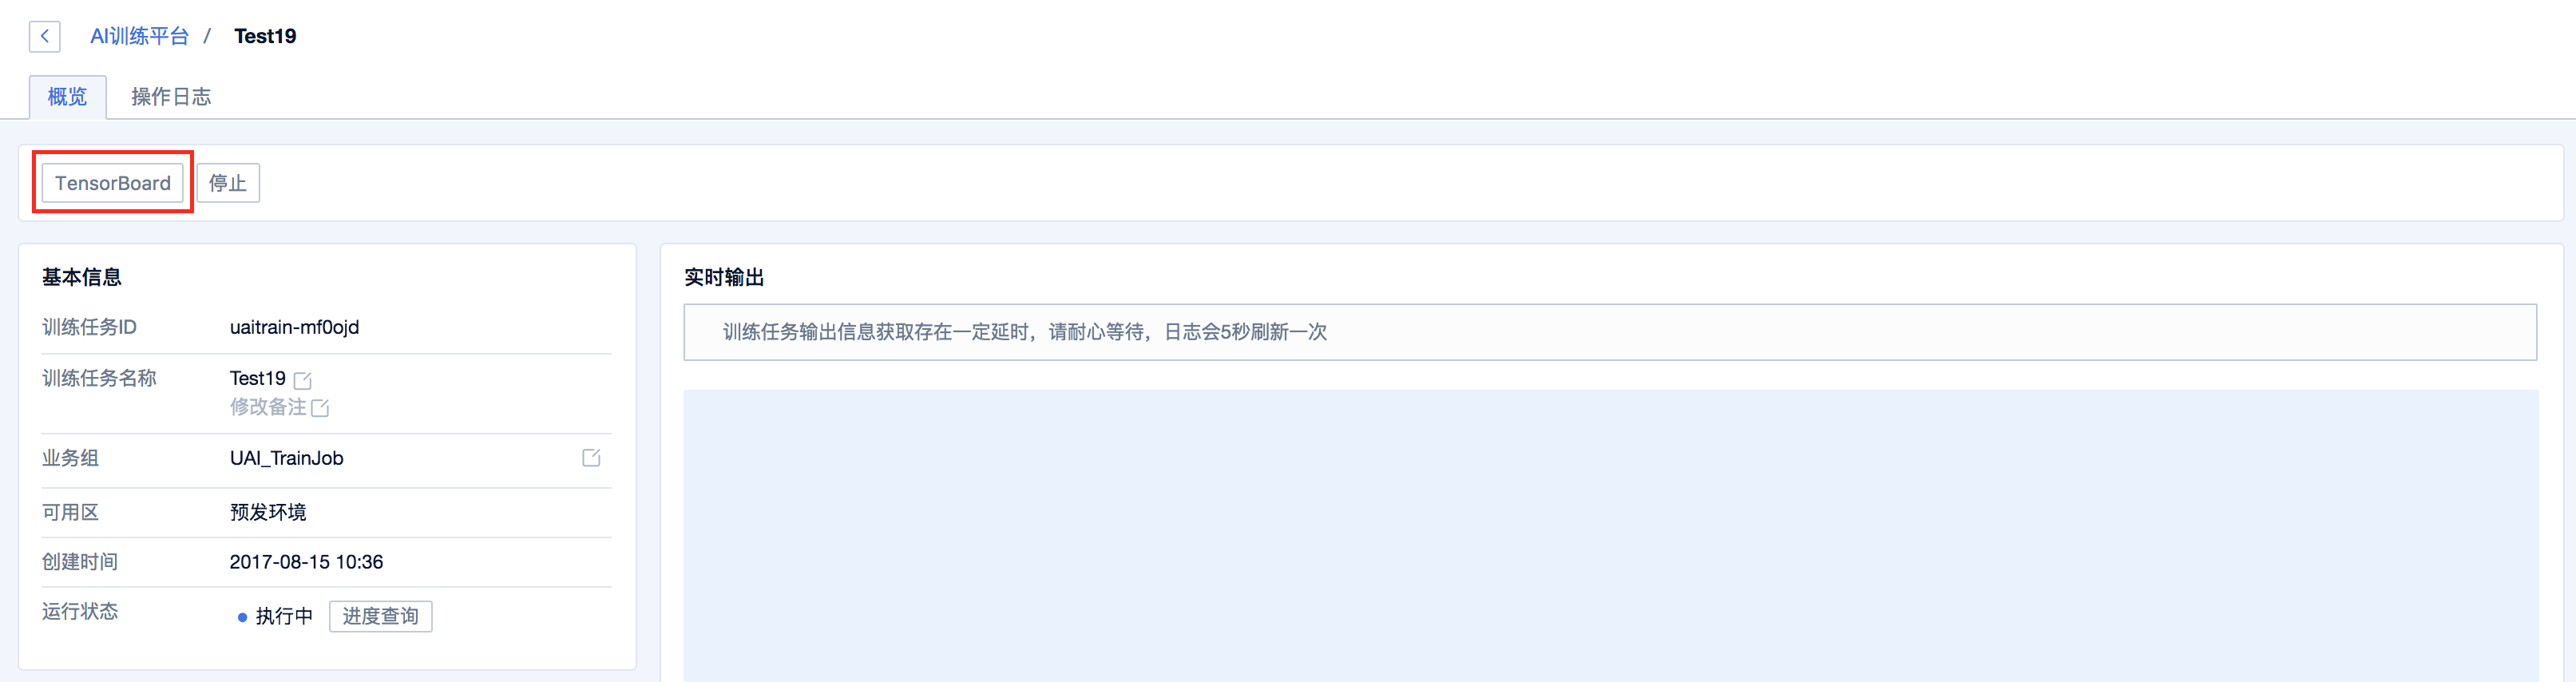 AI训练平台 / Test19
概览 操作日志
TensorBoard 停止
基本信息
训练任务ID uaitrain-mf0ojd
训练任务名称 Test19
修改备注
业务组 UAI_TrainJob
可用区 预发环境
创建时间 2017-08-15 10:36
运行状态 执行中 进度查询
实时输出
训练任务输出信息获取存在一定延时，请耐心等待，日志会5秒刷新一次